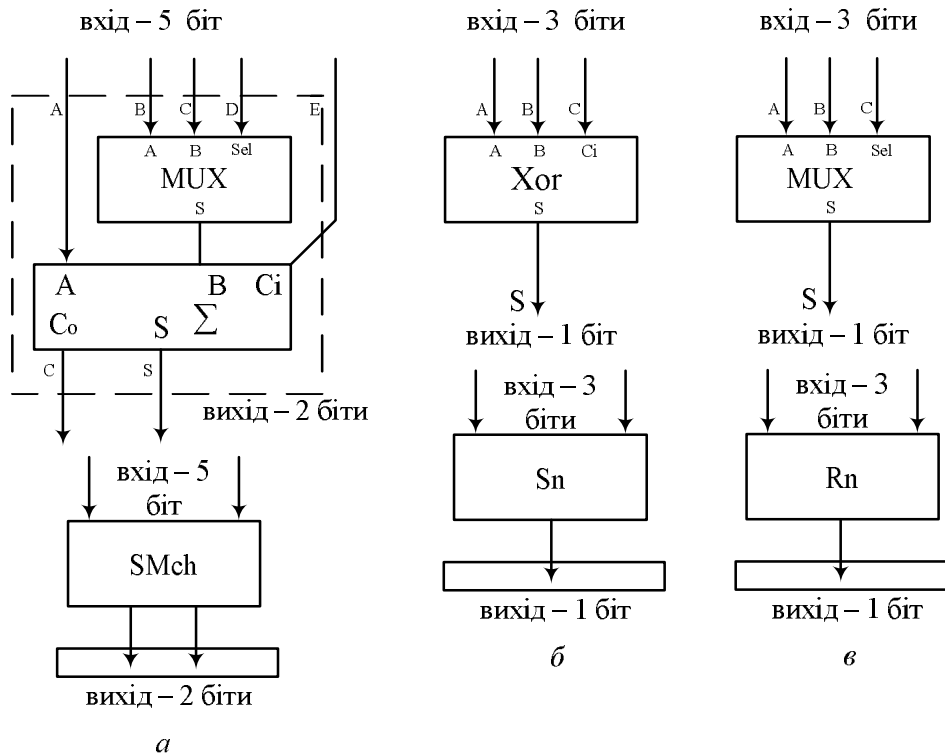 вхід – 5 біт
A
B
C
D
E
A
B
Sel
MUX
S
A
B
Ci
Co
S
Σ
C
S
вихід – 2 біти
вхід – 5
біт
SMch
вихід – 2 біти
а
вхід – 3 біти
A
B
C
A
B
Ci
Xor
S
S
вихід – 1 біт
вхід – 3
біти
Sn
вихід – 1 біт
б
вхід – 3 біти
A
B
C
A
B
Sel
MUX
S
S
вихід – 1 біт
вхід – 3
біти
Rn
вихід – 1 біт
в